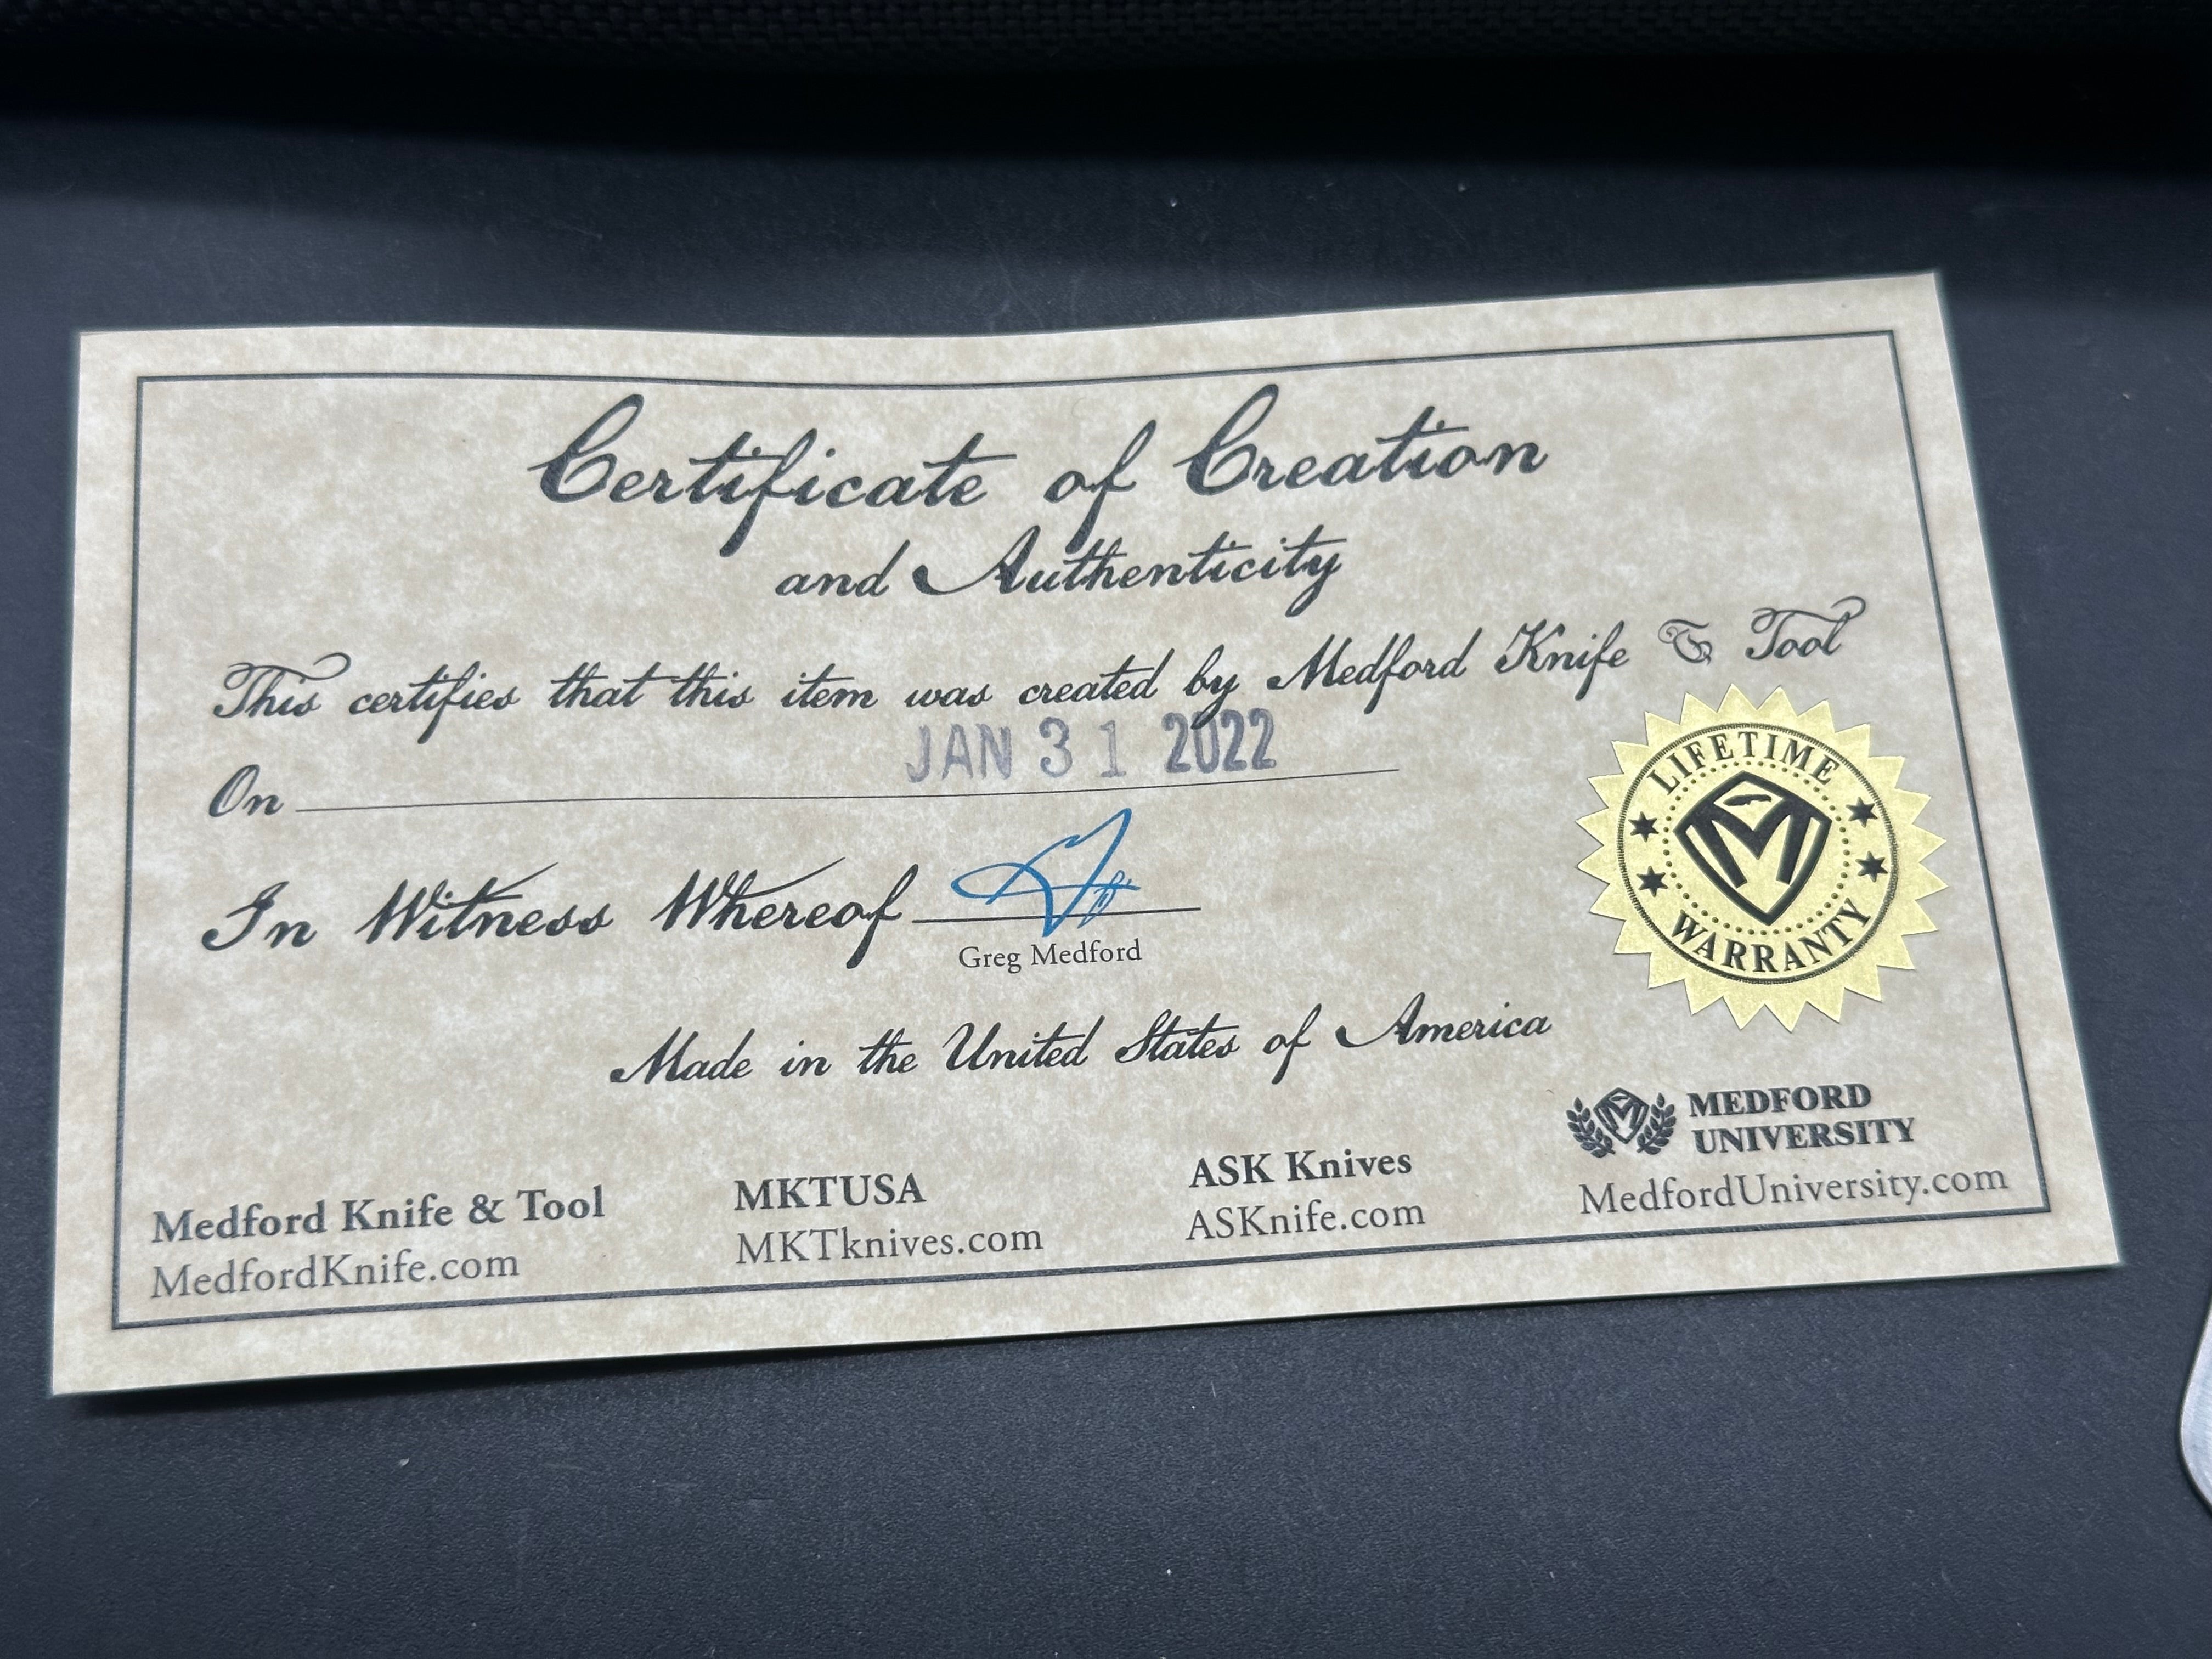 Certificate of Creation
and Authenticity
This certifies that this item was created by Medford Knife & Tool
On JAN 31 2022
In Witness Whereof
Greg Medford
LIFETIME
WARRANTY
Made in the United States of America
Medford Knife & Tool
MedfordKnife.com
MKTUSA
MKTknives.com
ASK Knives
ASKnife.com
MEDFORD
UNIVERSITY
MedfordUniversity.com